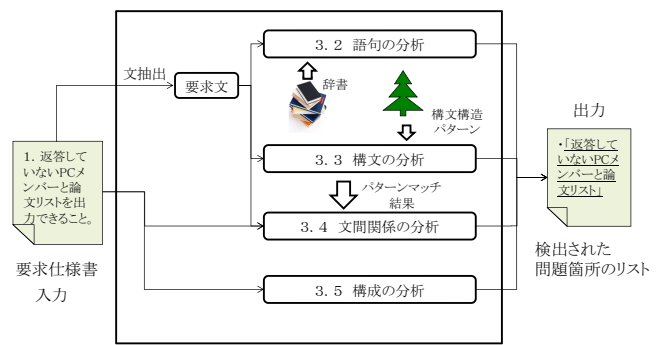 3.2 語句の分析
文抽出
要求文
辞書
構文構造
パターン
出力
1. 返答して
いないPCメ
ンバーと論
文リストを出
力できること。
3.3 構文の分析
・「返答して
いないPCメ
ンバーと論
文リスト」
パターンマッチ
結果
3.4 文間関係の分析
要求仕様書
入力
検出された
問題箇所のリスト
3.5 構成の分析